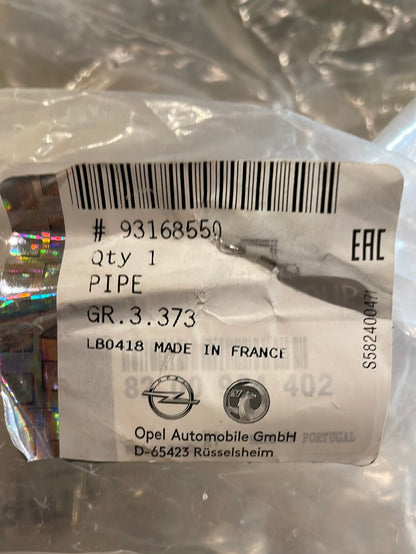 # 93168550
Qty 1
PIPE
GR.3.373
LB0418 MADE IN FRANCE
EAC
S58240047
OPEL
402
Opel Automobile GmbH PORTUGAL
D-65423 Rüsselsheim